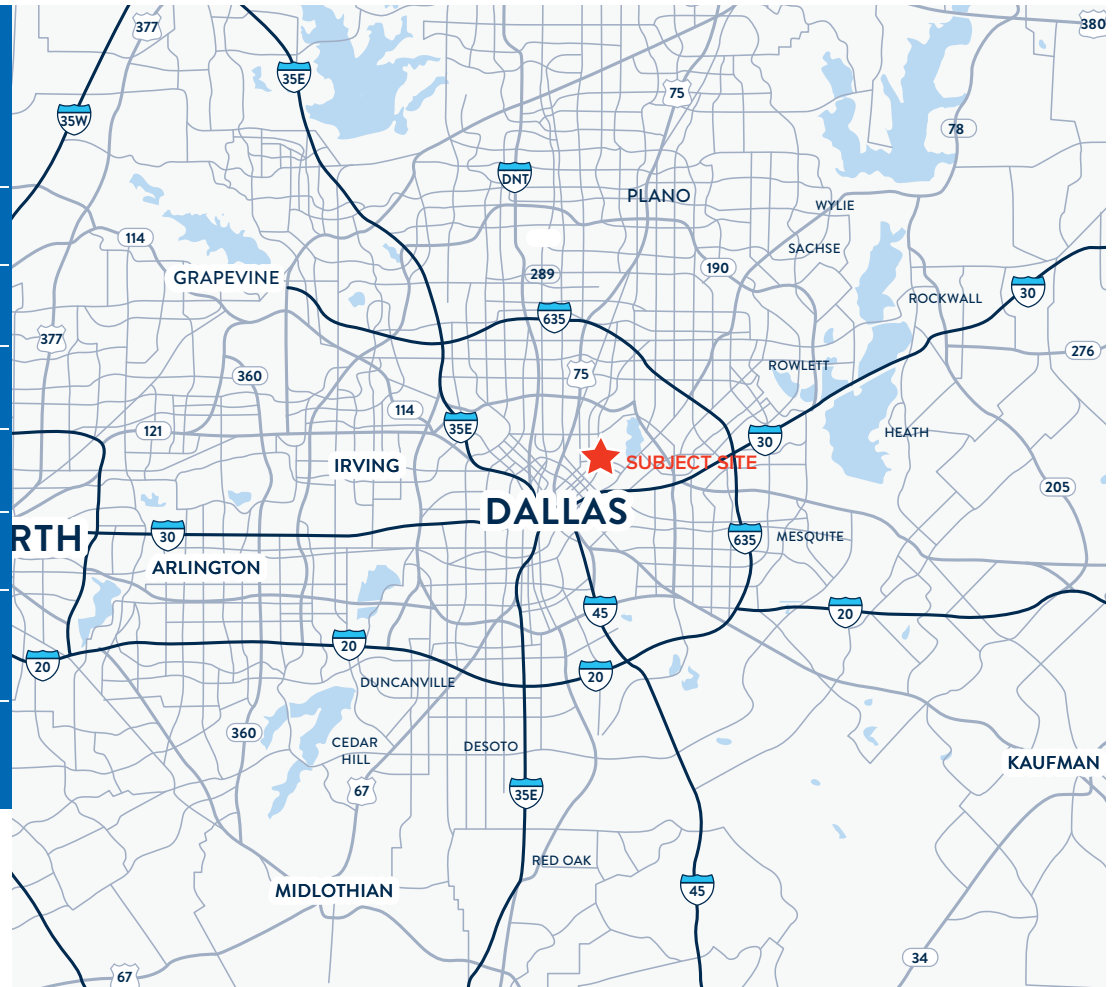 377
380
35E
75
35W
78
DNT
PLANO
WYLIE
114
SACHSE
190
289
GRAPEVINE
30
ROCKWALL
635
377
276
75
ROWLETT
360
114
35E
121
30
HEATH
IRVING
SUBJECT SITE
205
DALLAS
RTH
30
635
MESQUITE
ARLINGTON
45
20
20
20
20
DUNCANVILLE
360
CEDAR
HILL
DESOTO
KAUFMAN
67
35E
RED OAK
MIDLOTHIAN
45
34
67